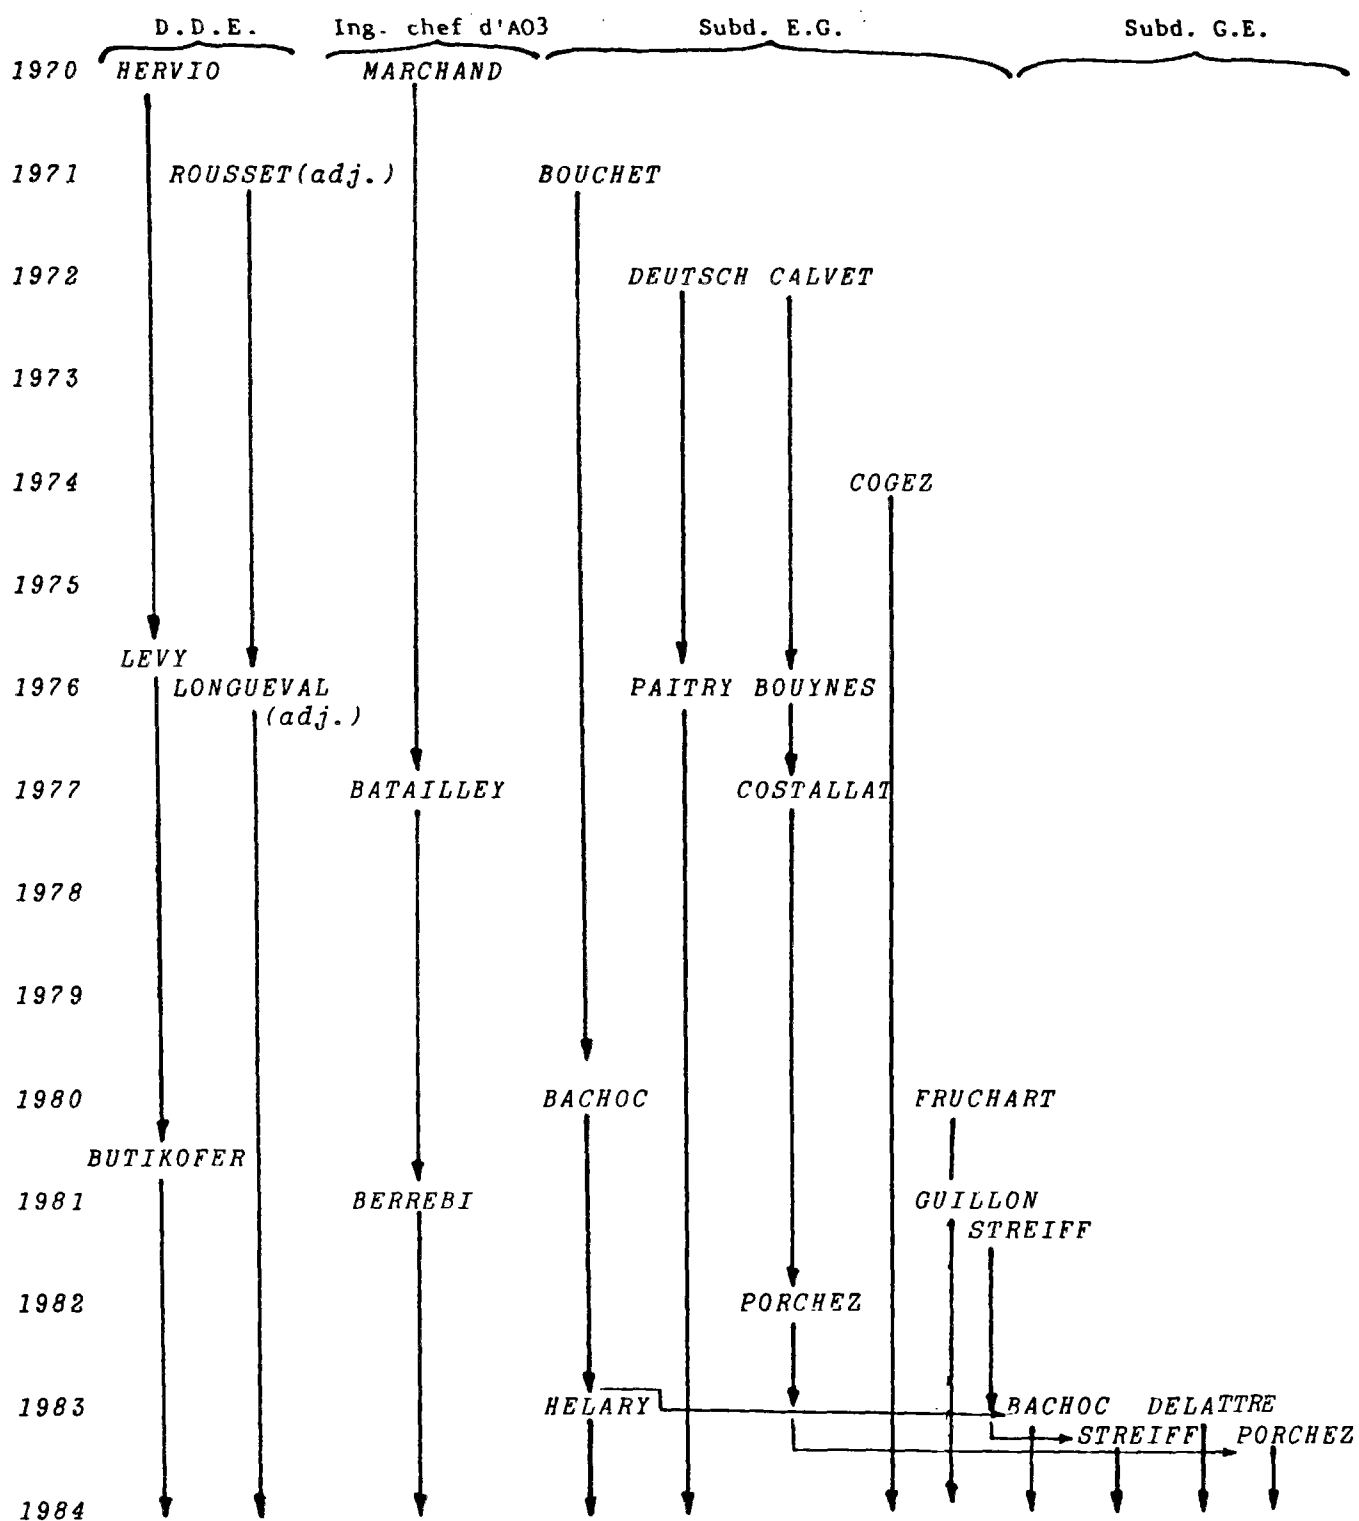 D.D.E. Ing. chef d'AO3 Subd. E.G. Subd. G.E.
1970 HERVIO MARCHAND
1971 ROUSSET (adj.) BOUCHET
1972 DEUTSCH CALVET
1973
1974 COGEZ
1975
LEVY
1976 LONGUEVAL PAITRY BOUYNES
(adj.)
1977 BATAILLEY COSTALLAT
1978
1979
1980 BACHOC FRUCHART
BUTIKOFER
1981 BERREBI GUILLON
STREIFF
1982 PORCHEZ
1983 HELARY BACHOC DELATTRE
STREIFF PORCHEZ
1984